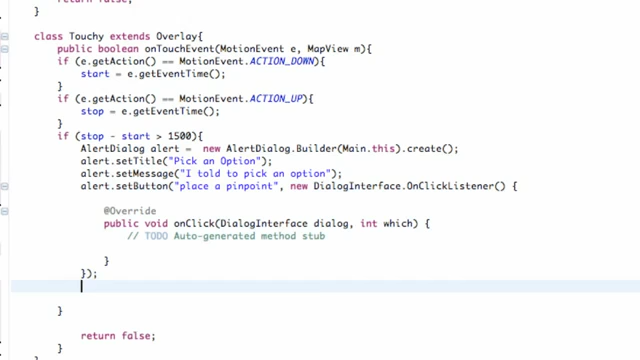 return false;
}
class Touchy extends Overlay{
public boolean onTouchEvent(MotionEvent e, MapView m){
if (e.getAction() == MotionEvent.ACTION_DOWN){
start = e.getEventTime();
}
if (e.getAction() == MotionEvent.ACTION_UP){
stop = e.getEventTime();
}
if (stop - start > 1500){
AlertDialog alert =  new AlertDialog.Builder(Main.this).create();
alert.setTitle("Pick an Option");
alert.setMessage("I told to pick an option");
alert.setButton("place a pinpoint", new DialogInterface.OnClickListener() {
@Override
public void onClick(DialogInterface dialog, int which) {
// TODO Auto-generated method stub
}
});
}
return false;
}
}